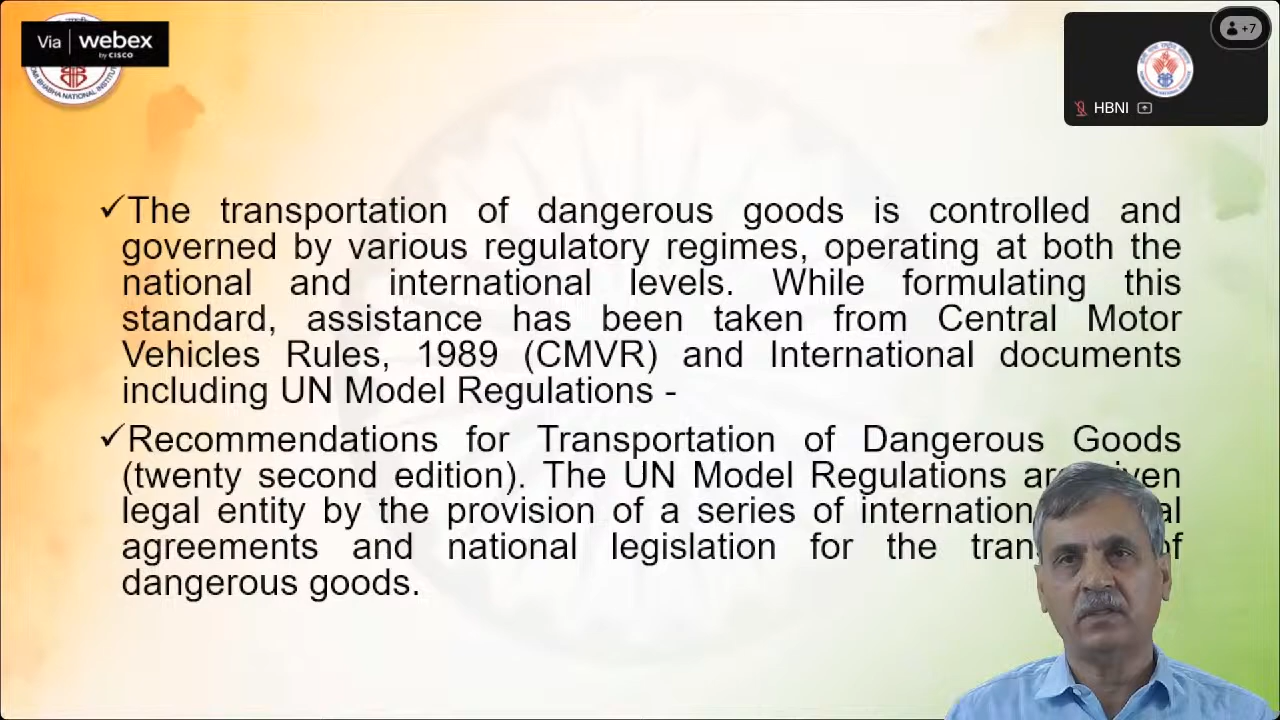 Via webex
by CISCO
BHABHA NATIONAL INSTITU
+7
HBNI
✓The transportation of dangerous goods is controlled and
governed by various regulatory regimes, operating at both the
national and international levels. While formulating this
standard, assistance has been taken from Central Motor
Vehicles Rules, 1989 (CMVR) and International documents
including UN Model Regulations -
✓Recommendations for Transportation of Dangerous Goods
(twenty second edition). The UN Model Regulations
legal entity by the provision of a series of
agreements and national legislation for the
dangerous goods.